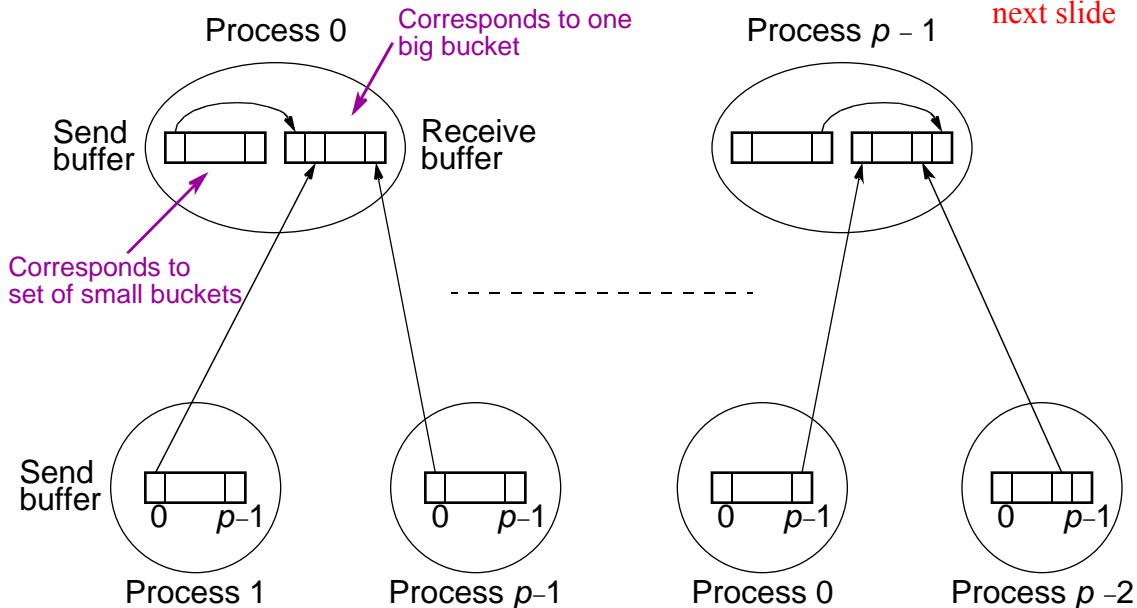 Corresponds to one
big bucket
next slide
Process 0
Process p – 1
Send
buffer
Receive
buffer
Corresponds to
set of small buckets
Send
buffer
0 p–1
0 p–1
0 p–1
0 p–1
Process 1
Process p–1
Process 0
Process p –2